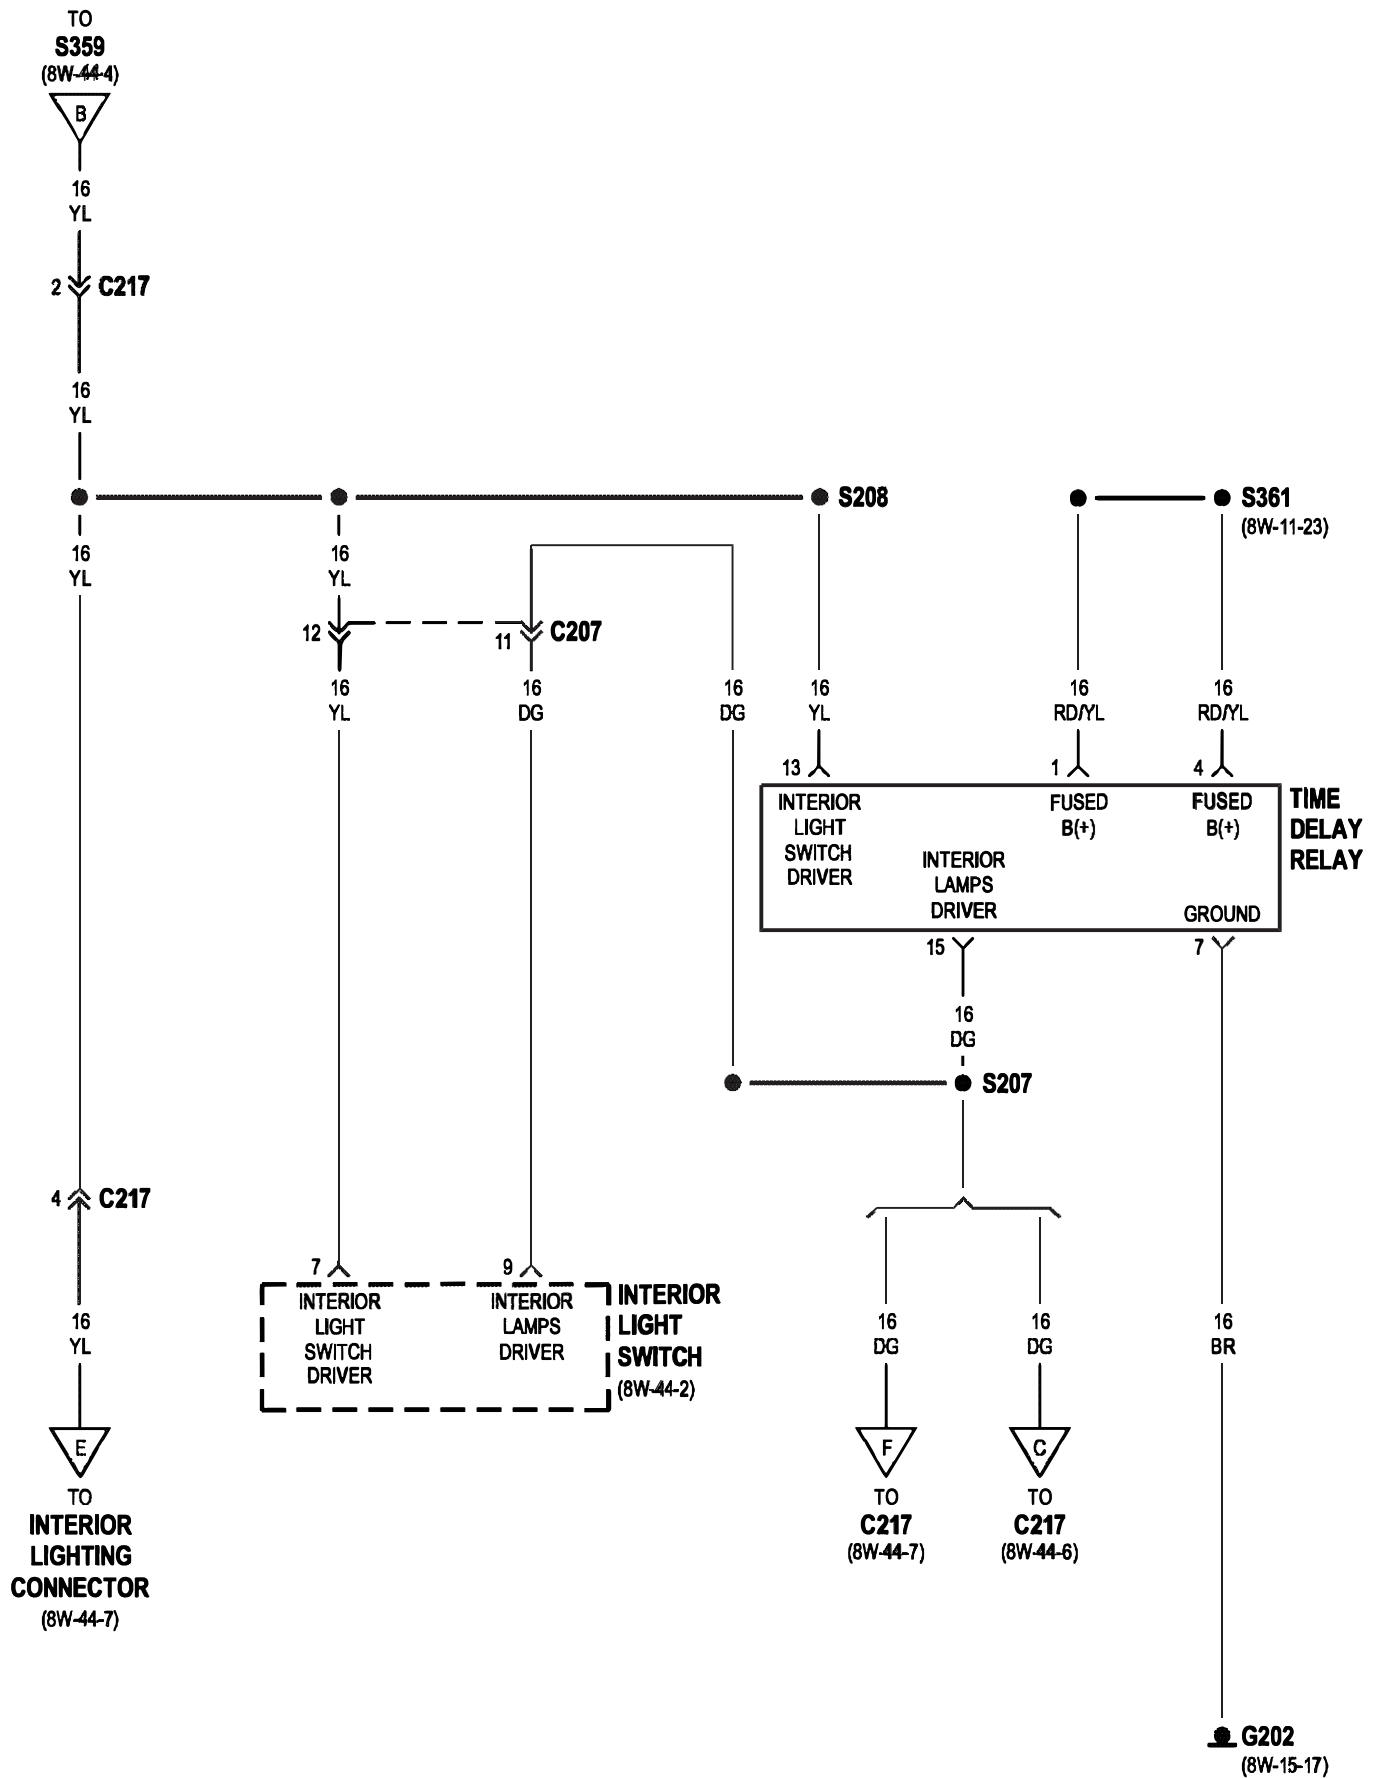 TO
S359
(8W-44-4)
B
16
YL
2
C217
16
YL
S208
S361
(8W-11-23)
16
YL
16
YL
12
11
C207
16
YL
16
DG
16
DG
16
YL
16
RD/YL
16
RD/YL
13
1
4
INTERIOR
LIGHT
SWITCH
DRIVER
FUSED
B(+)
FUSED
B(+)
TIME
DELAY
RELAY
INTERIOR
LAMPS
DRIVER
GROUND
15
7
16
DG
S207
4
C217
7
9
INTERIOR
LIGHT
SWITCH
DRIVER
INTERIOR
LAMPS
DRIVER
INTERIOR
LIGHT
SWITCH
(8W-44-2)
16
YL
16
DG
16
DG
16
BR
E
TO
INTERIOR
LIGHTING
CONNECTOR
(8W-44-7)
F
TO
C217
(8W-44-7)
C
TO
C217
(8W-44-6)
G202
(8W-15-17)